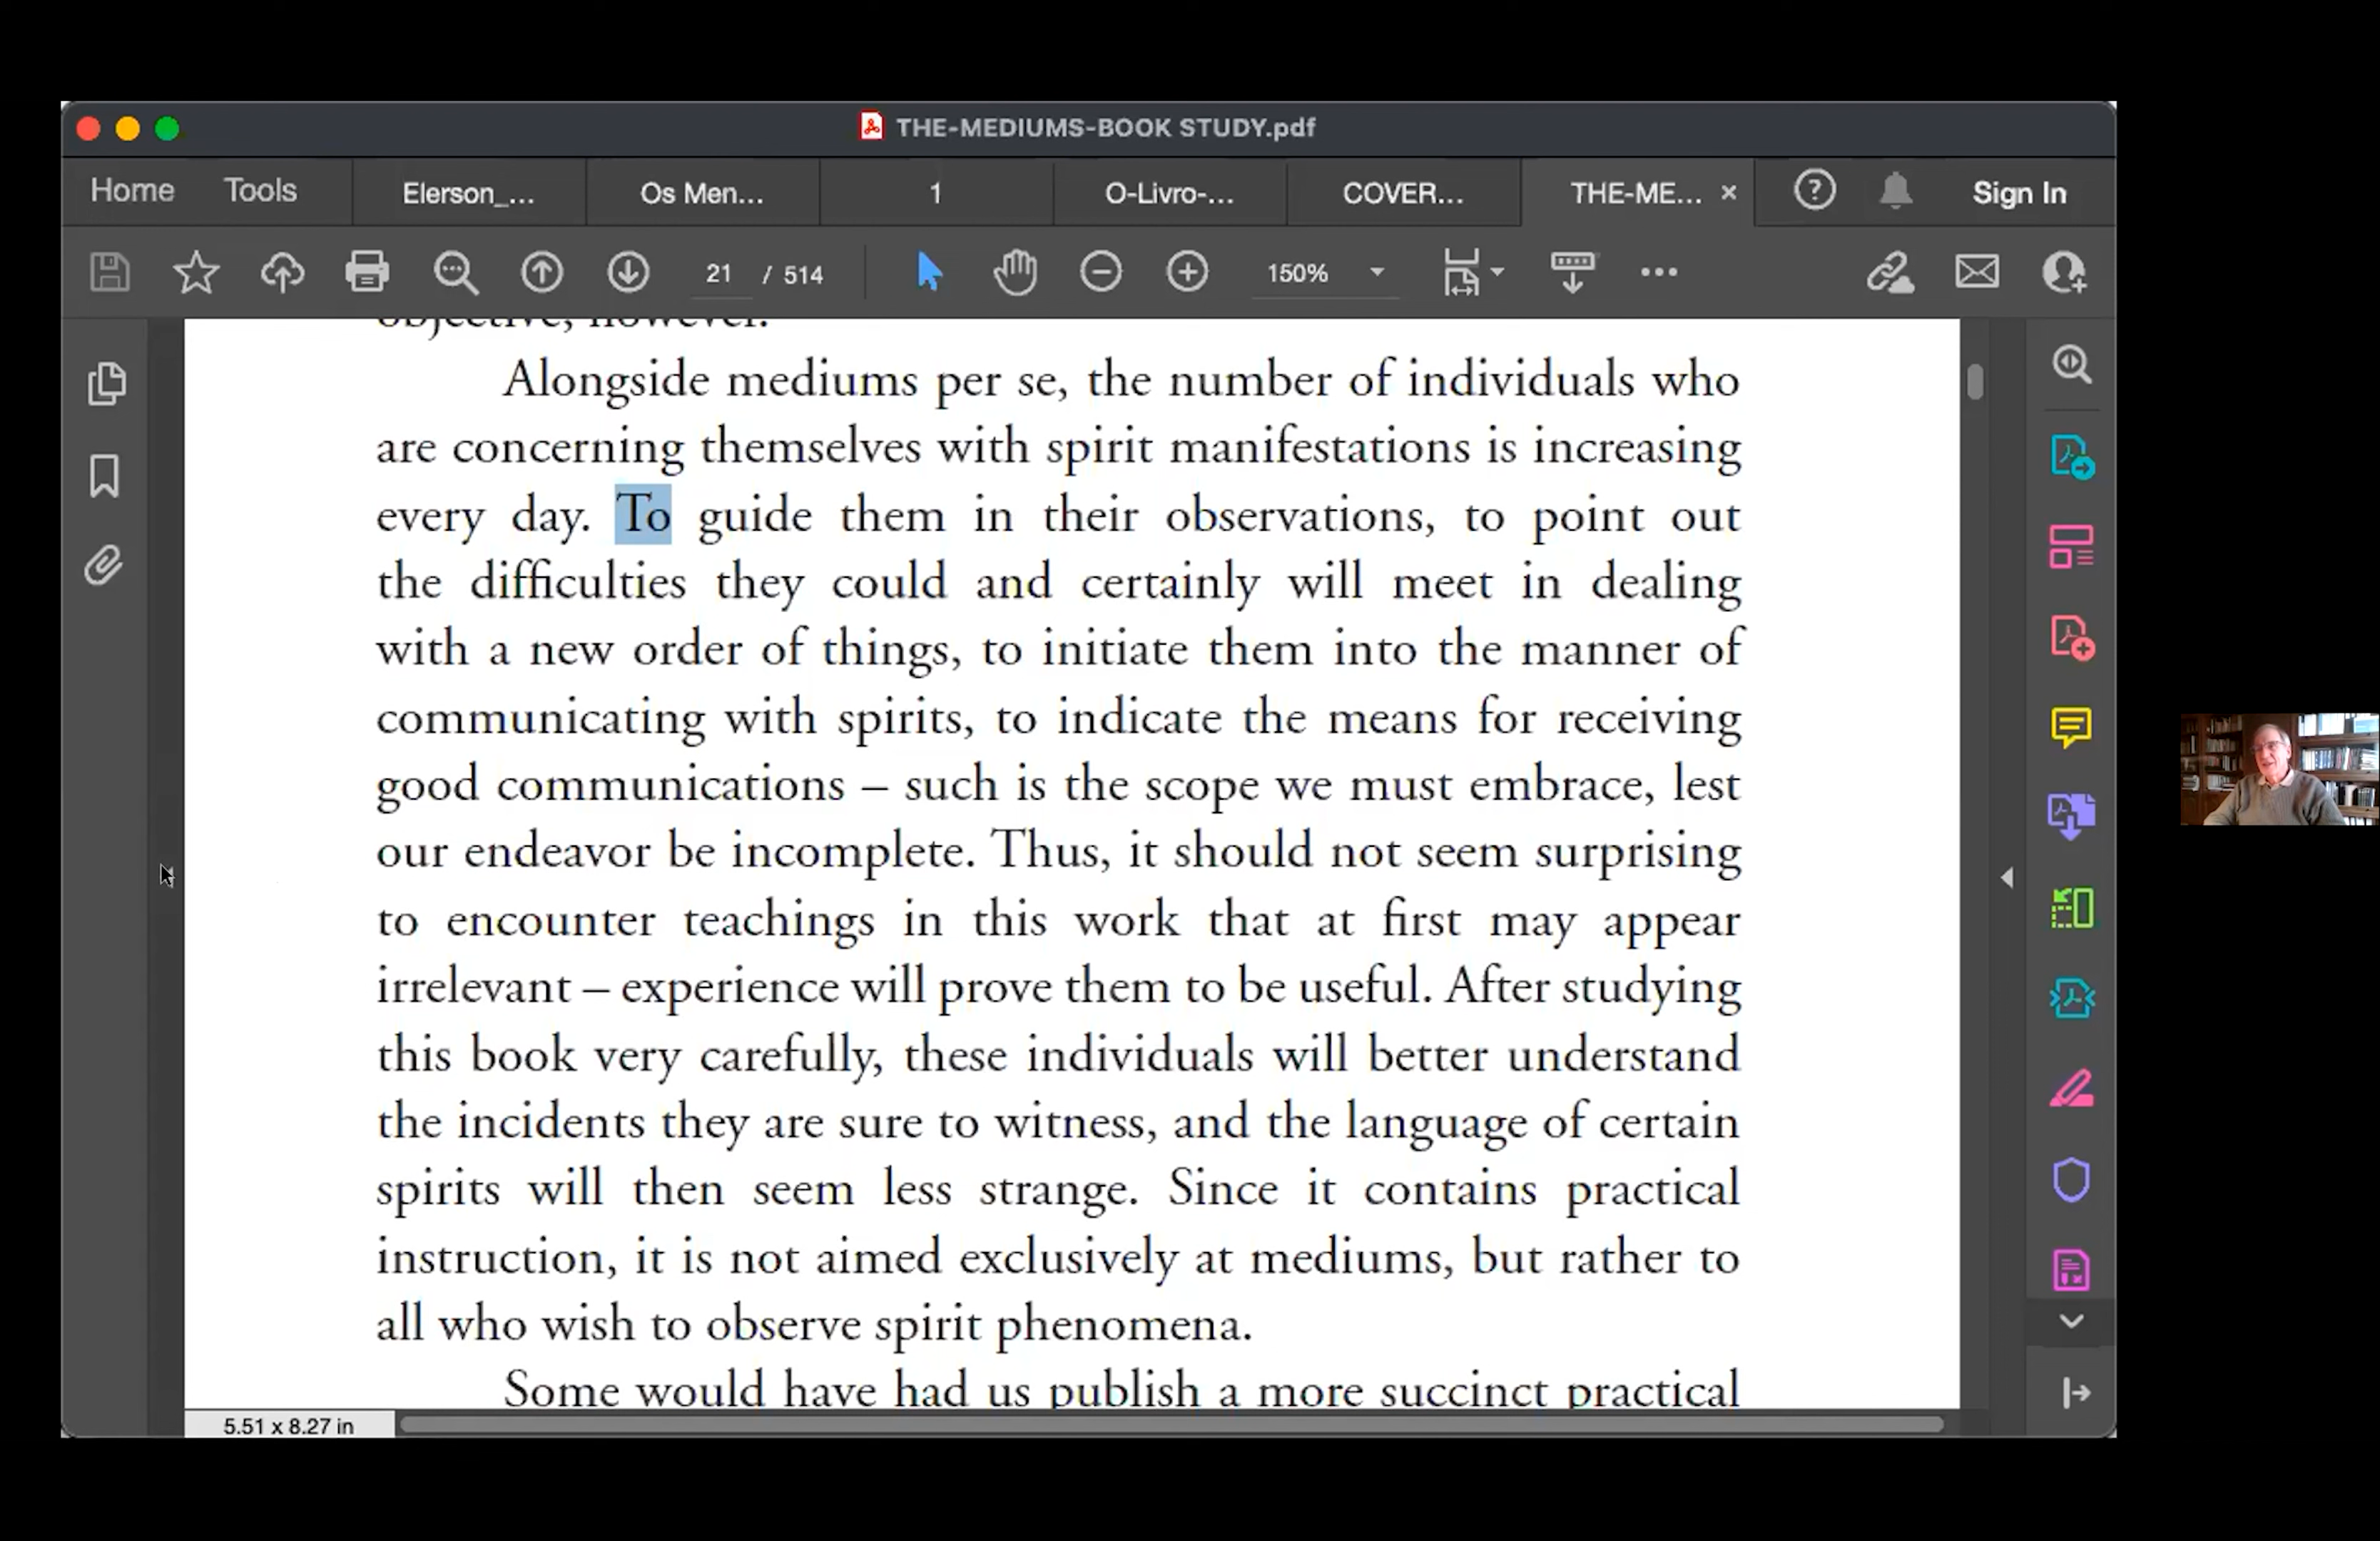 THE-MEDIUMS-BOOK STUDY.pdf
Home Tools Elerson_... Os Men... 1 O-Livro-... COVER... THE-ME... × ? Sign In
21 / 514 150%
objective, however.
Alongside mediums per se, the number of individuals who
are concerning themselves with spirit manifestations is increasing
every day. To guide them in their observations, to point out
the difficulties they could and certainly will meet in dealing
with a new order of things, to initiate them into the manner of
communicating with spirits, to indicate the means for receiving
good communications – such is the scope we must embrace, lest
our endeavor be incomplete. Thus, it should not seem surprising
to encounter teachings in this work that at first may appear
irrelevant – experience will prove them to be useful. After studying
this book very carefully, these individuals will better understand
the incidents they are sure to witness, and the language of certain
spirits will then seem less strange. Since it contains practical
instruction, it is not aimed exclusively at mediums, but rather to
all who wish to observe spirit phenomena.
Some would have had us publish a more succinct practical
5.51 x 8.27 in